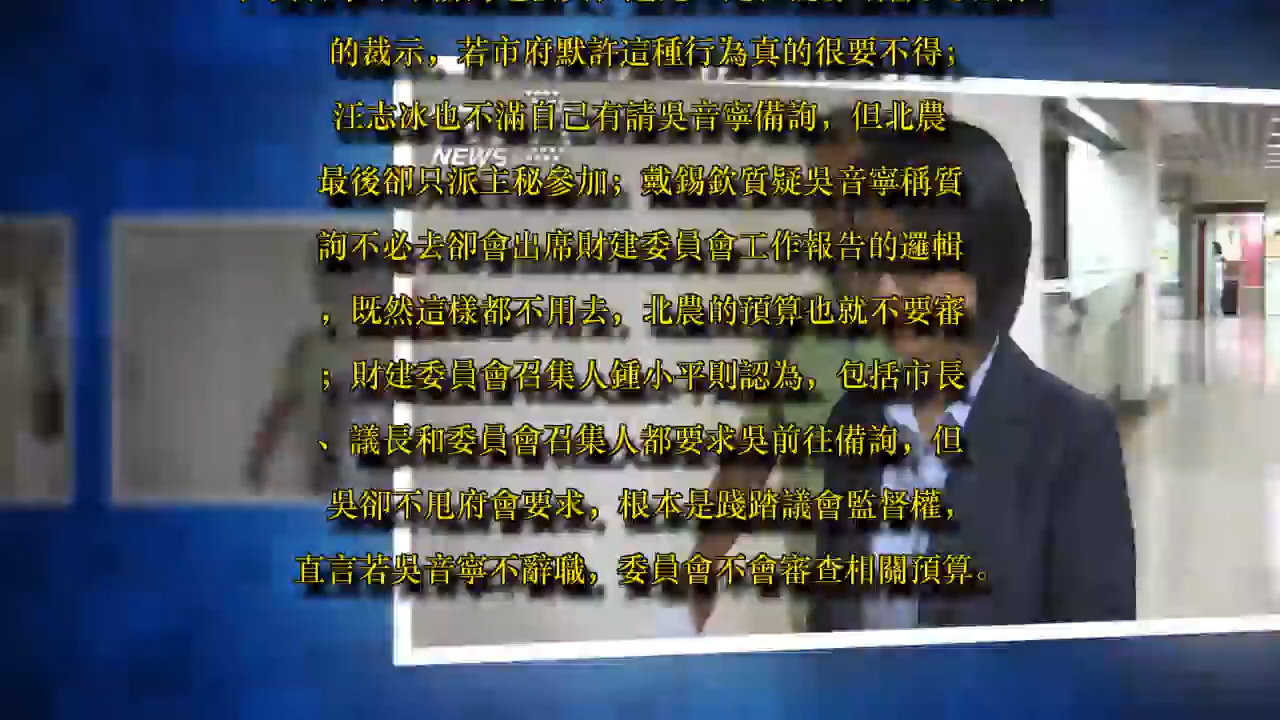 的裁示，若市府默許這種行為真的很要不得；
汪志冰也不滿自己有請吳音寧備詢，但北農
NEWS
最後卻只派主秘參加；戴錫欽質疑吳音寧稱質
詢不必去卻會出席財建委員會工作報告的邏輯
，既然這樣都不用去，北農的預算也就不要審
；財建委員會召集人鍾小平則認為，包括市長
、議長和委員會召集人都要求吳前往備詢，但
吳卻不甩府會要求，根本是踐踏議會監督權，
直言若吳音寧不辭職，委員會不會審查相關預算。